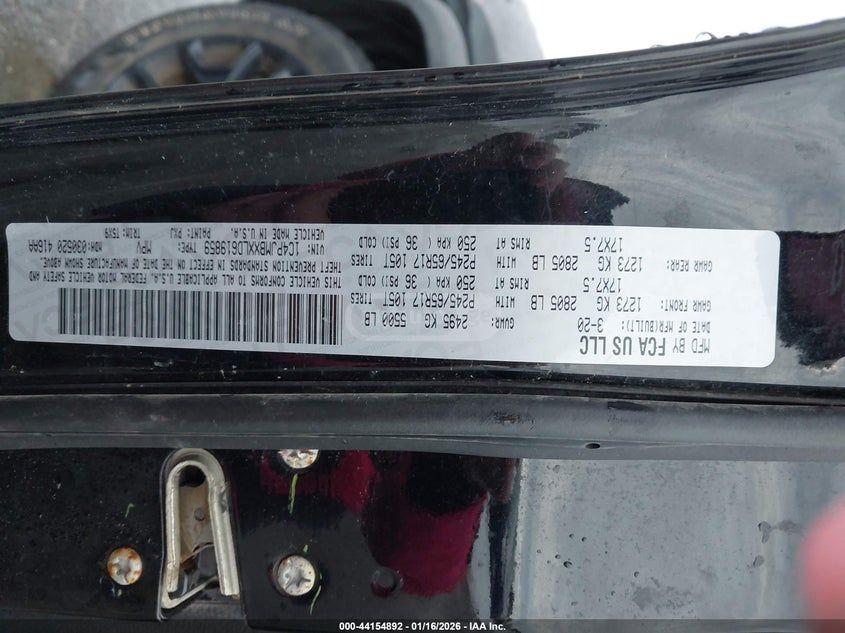 MFD BY FCA US LLC
DATE OF MFR(BUILT): 3-20
GVWR: 2495 KG 5500 LB
GAWR FRONT: 1273 KG 2805 LB WITH P245/65R17 105T TIRES
17X7.5 RIMS AT 250 KPA ( 36 PSI) COLD
GAWR REAR: 1273 KG 2805 LB WITH P245/65R17 105T TIRES
17X7.5 RIMS AT 250 KPA ( 36 PSI) COLD
THIS VEHICLE CONFORMS TO ALL APPLICABLE U.S.A. FEDERAL MOTOR VEHICLE SAFETY AND
THEFT PREVENTION STANDARDS IN EFFECT ON THE DATE OF MANUFACTURE SHOWN ABOVE.
VIN: 1C4PJMBXXLD619859 TYPE: MPV MDH:030520 416AA
VEHICLE MADE IN U.S.A. PAINT: PXJ TRIM: TSV9
000-44154892 | 01/16/2026 - IAA Inc.